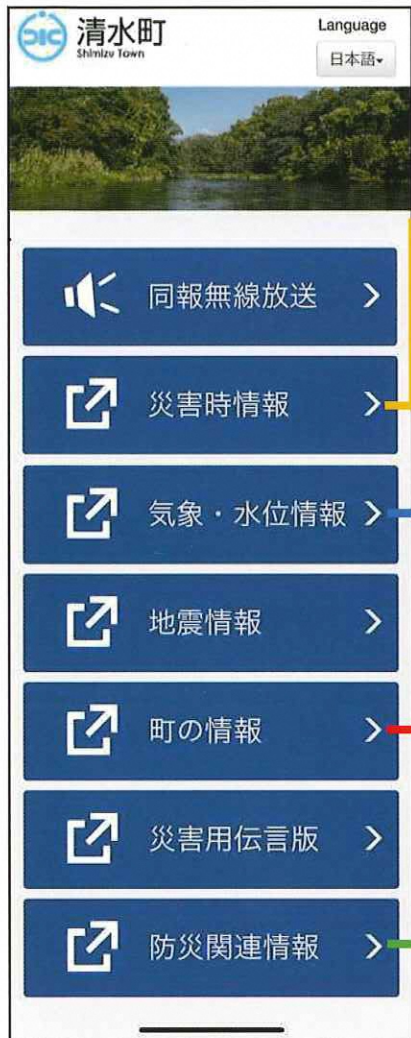 清水町
Shimizu Town
Language
日本語
同報無線放送
災害時情報
気象・水位情報
地震情報
町の情報
災害用伝言版
防災関連情報